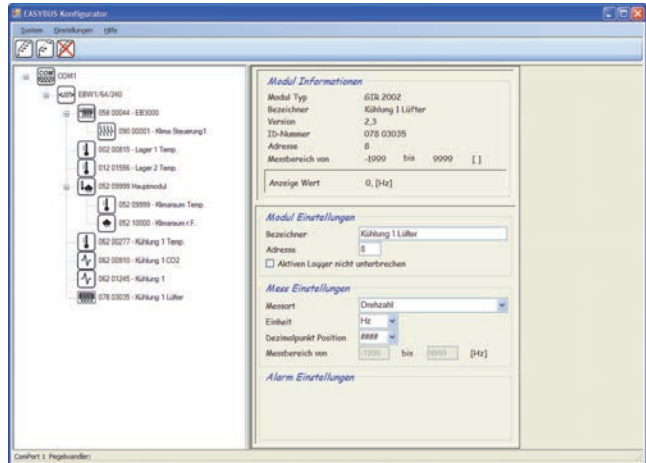 EASYBUS Konfigurator
System Einstellungen Hilfe
COM1
EBW1/64/240
058 00044 - EB3000
090 00001 - Klima-Steuerung1
002 00815 - Lager 1 Temp.
012 01556 - Lager 2 Temp.
052 09999 Hauptmodul
052 09999 - Klimaraum Temp.
052 10000 - Klimaraum r.F.
062 00277 - Kühlung 1 Temp.
062 00910 - Kühlung 1 CO2
062 01245 - Kühlung 1
078 03035 - Kühlung 1 Lüfter
Modul Informationen
Modul Typ GIR 2002
Bezeichner Kühlung 1 Lüfter
Version 2,3
ID-Nummer 078 03035
Adresse 8
Messbereich von -1999 bis 9999 [ ]
Anzeige Wert 0, [Hz]
Modul Einstellungen
Bezeichner Kühlung 1 Lüfter
Adresse 8
Aktiven Logger nicht unterbrechen
Mess Einstellungen
Messart Drehzahl
Einheit Hz
Dezimalpunkt Position ####
Messbereich von -1999 bis 9999 [Hz]
Alarm Einstellungen
ComPort 1 Pegelwandler: